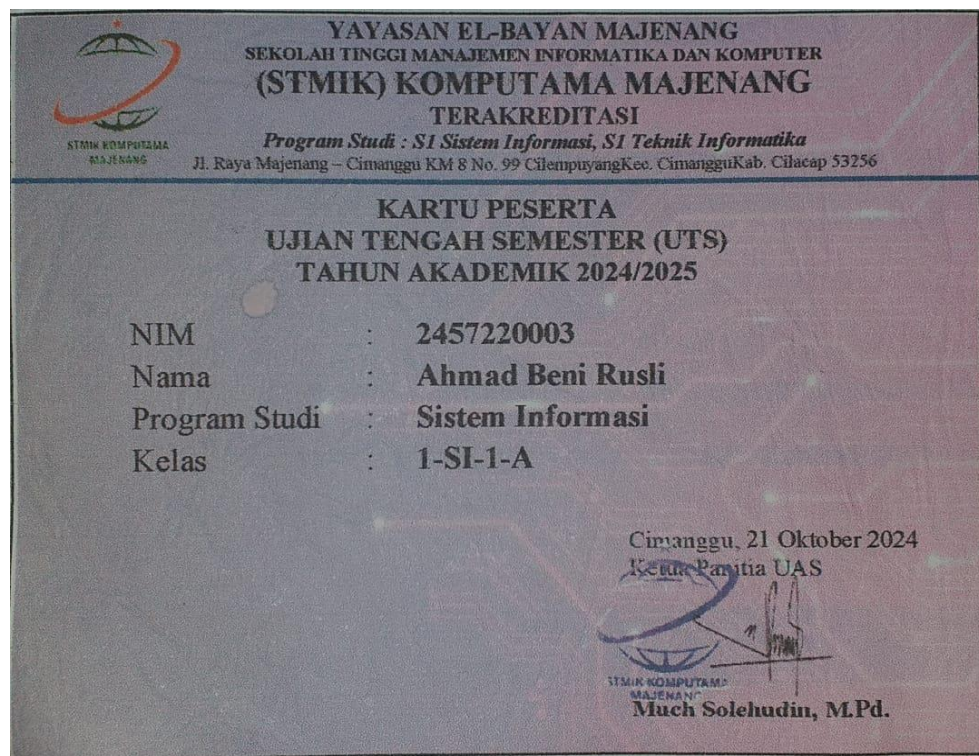 YAYASAN EL-BAYAN MAJENANG
SEKOLAH TINGGI MANAJEMEN INFORMATIKA DAN KOMPUTER
(STMIK) KOMPUTAMA MAJENANG
TERAKREDITASI
Program Studi : S1 Sistem Informasi, S1 Teknik Informatika
Jl. Raya Majenang – Cimanggu KM 8 No. 99 CilempuyangKec. CimangguKab. Cilacap 53256
STMIK KOMPUTAMA
MAJENANG
KARTU PESERTA
UJIAN TENGAH SEMESTER (UTS)
TAHUN AKADEMIK 2024/2025
NIM : 2457220003
Nama : Ahmad Beni Rusli
Program Studi : Sistem Informasi
Kelas : 1-SI-1-A
Cimanggu, 21 Oktober 2024
Ketua Panitia UAS
STMIK KOMPUTAMA
MAJENANG
Much Solehudin, M.Pd.